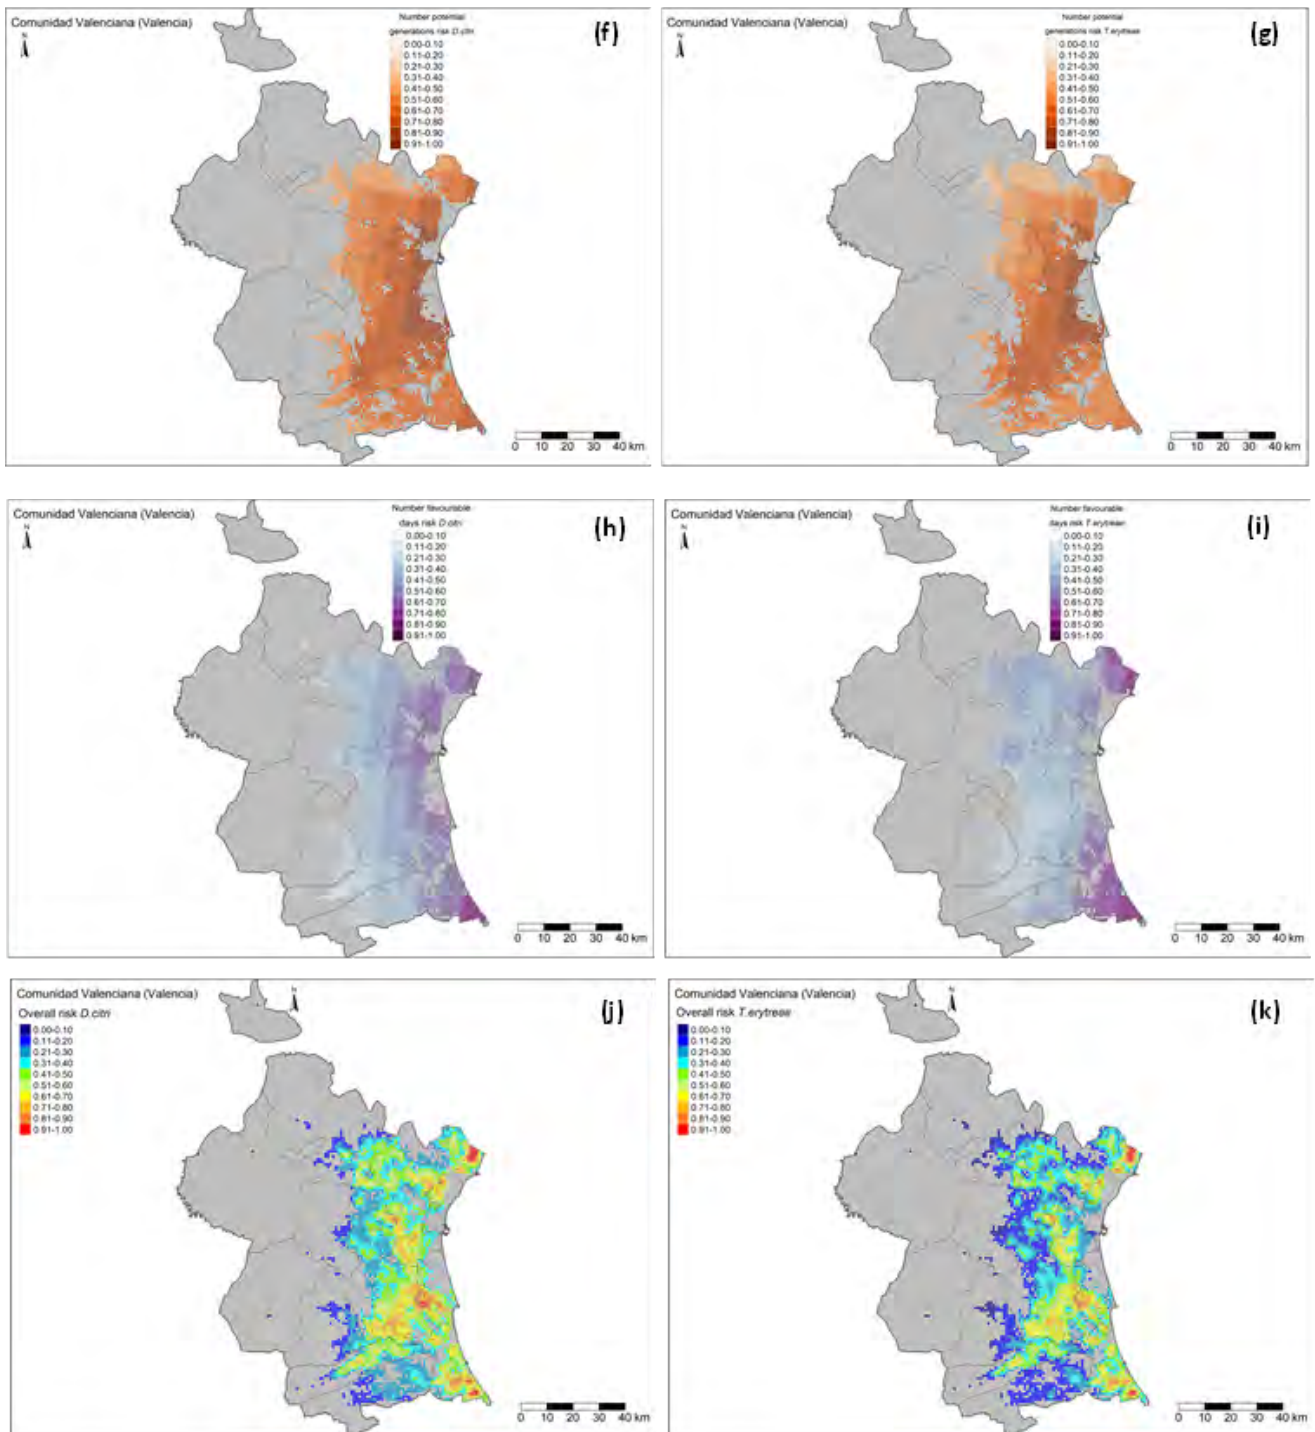 Comunidad Valenciana (Valencia)
N
Number potential
generations risk D.citri
0.00-0.10
0.11-0.20
0.21-0.30
0.31-0.40
0.41-0.50
0.51-0.60
0.61-0.70
0.71-0.80
0.81-0.90
0.91-1.00
(f)
0 10 20 30 40 km
Comunidad Valenciana (Valencia)
N
Number potential
generations risk T.erytreae
0.00-0.10
0.11-0.20
0.21-0.30
0.31-0.40
0.41-0.50
0.51-0.60
0.61-0.70
0.71-0.80
0.81-0.90
0.91-1.00
(g)
0 10 20 30 40 km
Comunidad Valenciana (Valencia)
N
Number favourable
days risk D.citri
0.00-0.10
0.11-0.20
0.21-0.30
0.31-0.40
0.41-0.50
0.51-0.60
0.61-0.70
0.71-0.80
0.81-0.90
0.91-1.00
(h)
0 10 20 30 40 km
Comunidad Valenciana (Valencia)
N
Number favourable
days risk T.erytreae
0.00-0.10
0.11-0.20
0.21-0.30
0.31-0.40
0.41-0.50
0.51-0.60
0.61-0.70
0.71-0.80
0.81-0.90
0.91-1.00
(i)
0 10 20 30 40 km
Comunidad Valenciana (Valencia)
N
Overall risk D.citri
0.00-0.10
0.11-0.20
0.21-0.30
0.31-0.40
0.41-0.50
0.51-0.60
0.61-0.70
0.71-0.80
0.81-0.90
0.91-1.00
(j)
0 10 20 30 40 km
Comunidad Valenciana (Valencia)
N
Overall risk T.erytreae
0.00-0.10
0.11-0.20
0.21-0.30
0.31-0.40
0.41-0.50
0.51-0.60
0.61-0.70
0.71-0.80
0.81-0.90
0.91-1.00
(k)
0 10 20 30 40 km